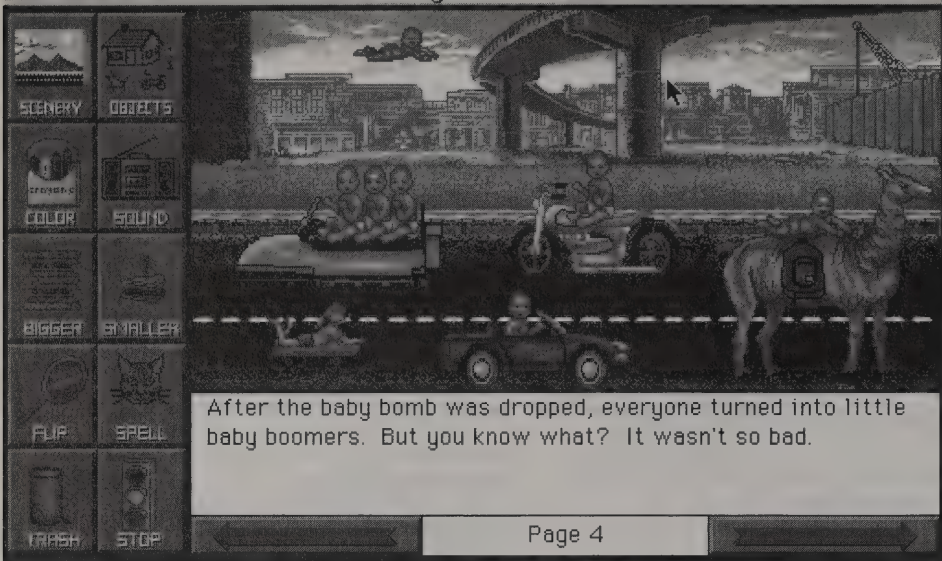 SCENERY
OBJECTS
COLOR
SOUND
BIGGER
SMALLER
FLIP
SPELL
TRASH
STOP
After the baby bomb was dropped, everyone turned into little
baby boomers.  But you know what?  It wasn't so bad.
Page 4